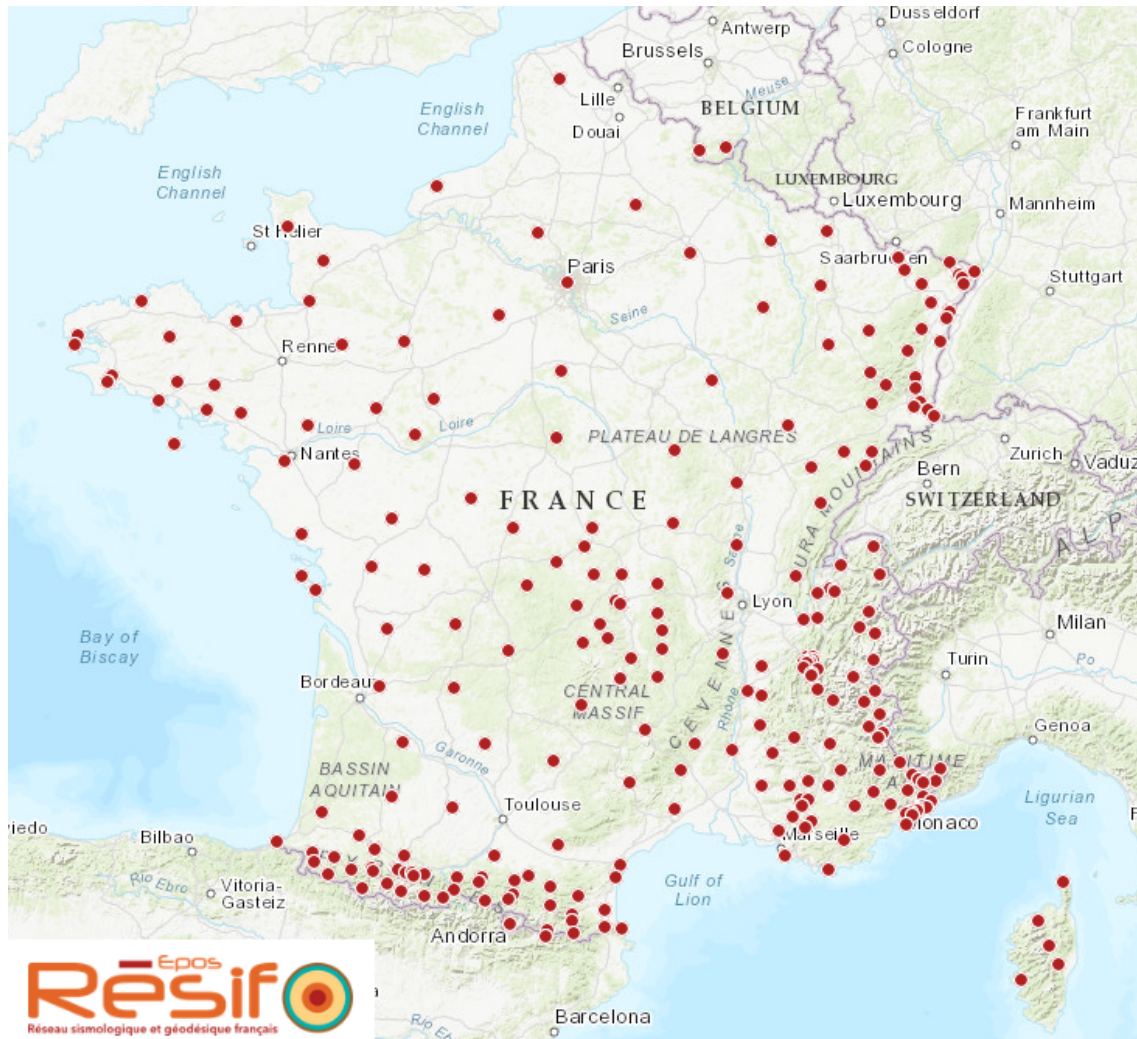 Dusseldorf
Antwerp
Brussels
Cologne
Meuse
Lille
English
Channel
BELGIUM
Frankfurt
am Main
Douai
English
Channel
LUXEMBOURG
Luxembourg
Mannheim
St Helier
Saarbrucken
Paris
Stuttgart
Seine
Rennes
Loire
Loire
PLATEAU DE LANGRES
Nantes
JURA MOUNTAINS
Zurich
Vaduz
Bern
FRANCE
SWITZERLAND
ALP
Saône
CEVENNES
Lyon
Bay of
Biscay
Milan
Po
Turin
Bordeaux
CENTRAL
MASSIF
Rhône
Genoa
Garonne
BASSIN
AQUITAIN
MARITIME
Toulouse
Ligurian
Sea
Marseille
Monaco
viedo
Bilbao
Rio Ebro
Vitoria-
Gasteiz
Gulf of
Lion
Andorra
Epos
Résif
Réseau sismologique et géodésique français
Rio E
Barcelona